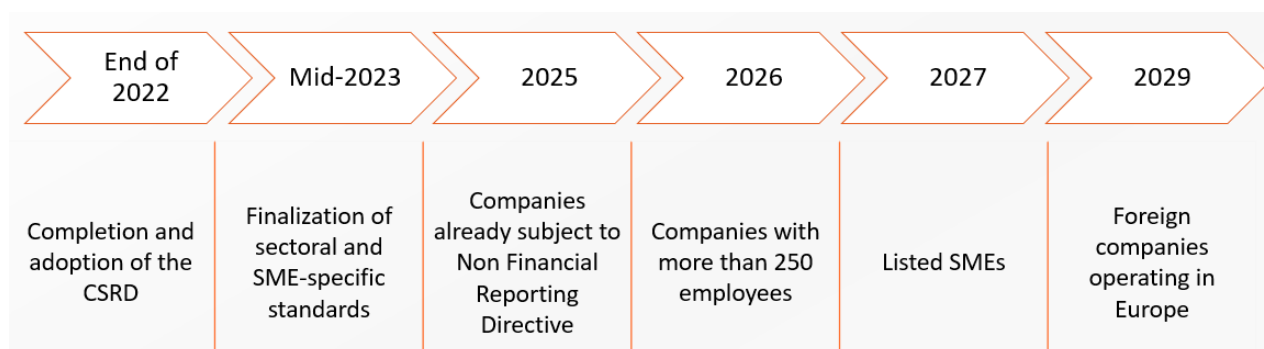 End of
2022
Mid-2023
2025
2026
2027
2029
Completion and
adoption of the
CSRD
Finalization of
sectoral and
SME-specific
standards
Companies
already subject to
Non Financial
Reporting
Directive
Companies with
more than 250
employees
Listed SMEs
Foreign
companies
operating in
Europe